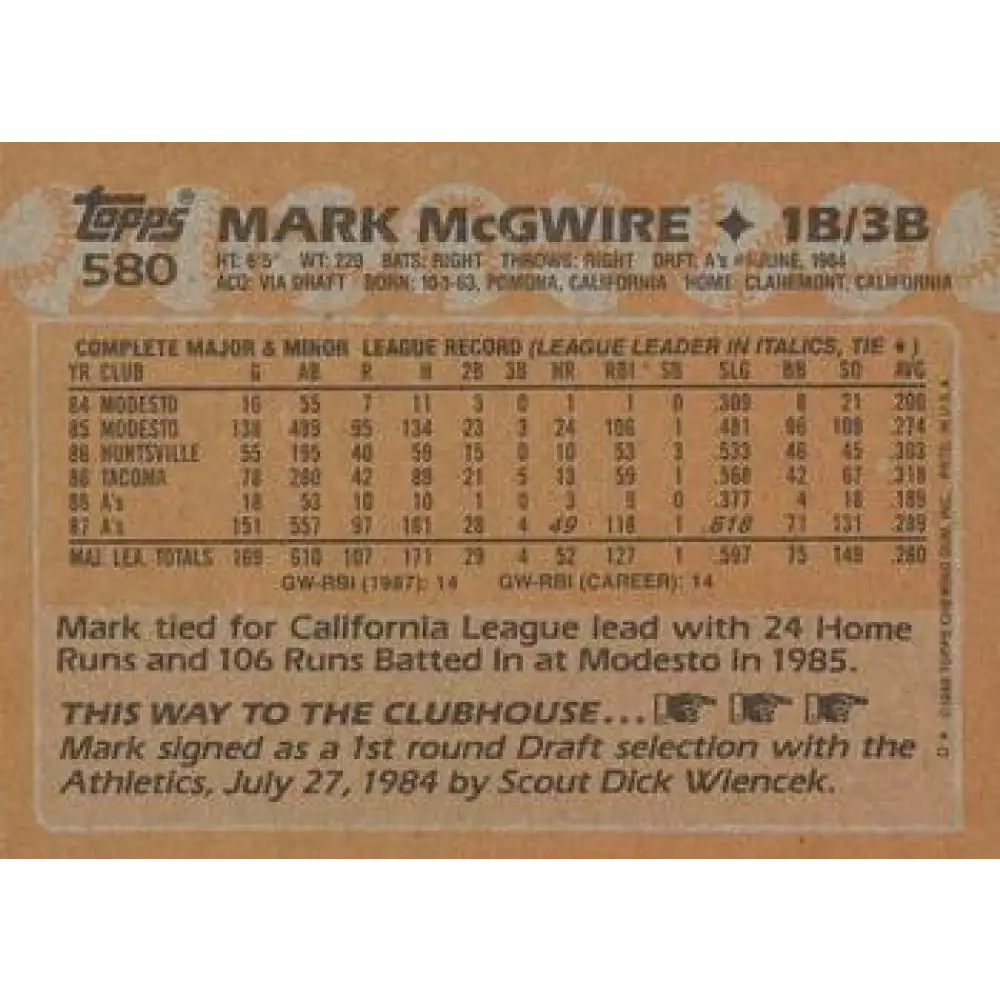 topps® MARK McGWIRE ✦ 1B/3B
580 HT: 6'5" WT: 220 BATS: RIGHT THROWS: RIGHT DRFT: A's #1-JUNE, 1984
ACQ: VIA DRAFT BORN: 10-1-63, POMONA, CALIFORNIA HOME: CLAREMONT, CALIFORNIA
COMPLETE MAJOR & MINOR LEAGUE RECORD (LEAGUE LEADER IN ITALICS, TIE ♦)
YR CLUB G AB R H 2B 3B HR RBI SB SLG BB SO AVG
84 MODESTO 16 55 7 11 3 0 1 1 0 .309 8 21 .200
85 MODESTO 138 489 95 134 23 3 24 106 1 .481 96 108 .274
86 HUNTSVILLE 55 195 40 59 15 0 10 53 3 .533 46 45 .303
86 TACOMA 78 280 42 89 21 5 13 59 1 .568 42 67 .318
86 A's 18 53 10 10 1 0 3 9 0 .377 4 18 .189
87 A's 151 557 97 161 28 4 49 118 1 .618 71 131 .289
MAJ. LEA. TOTALS 169 610 107 171 29 4 52 127 1 .597 75 149 .280
GW-RBI (1987): 14 GW-RBI (CAREER): 14
Mark tied for California League lead with 24 Home
Runs and 106 Runs Batted In at Modesto in 1985.
THIS WAY TO THE CLUBHOUSE...
Mark signed as a 1st round Draft selection with the
Athletics, July 27, 1984 by Scout Dick Wiencek.
D* ©1988 TOPPS CHEWING GUM, INC. PRTD. IN U.S.A.